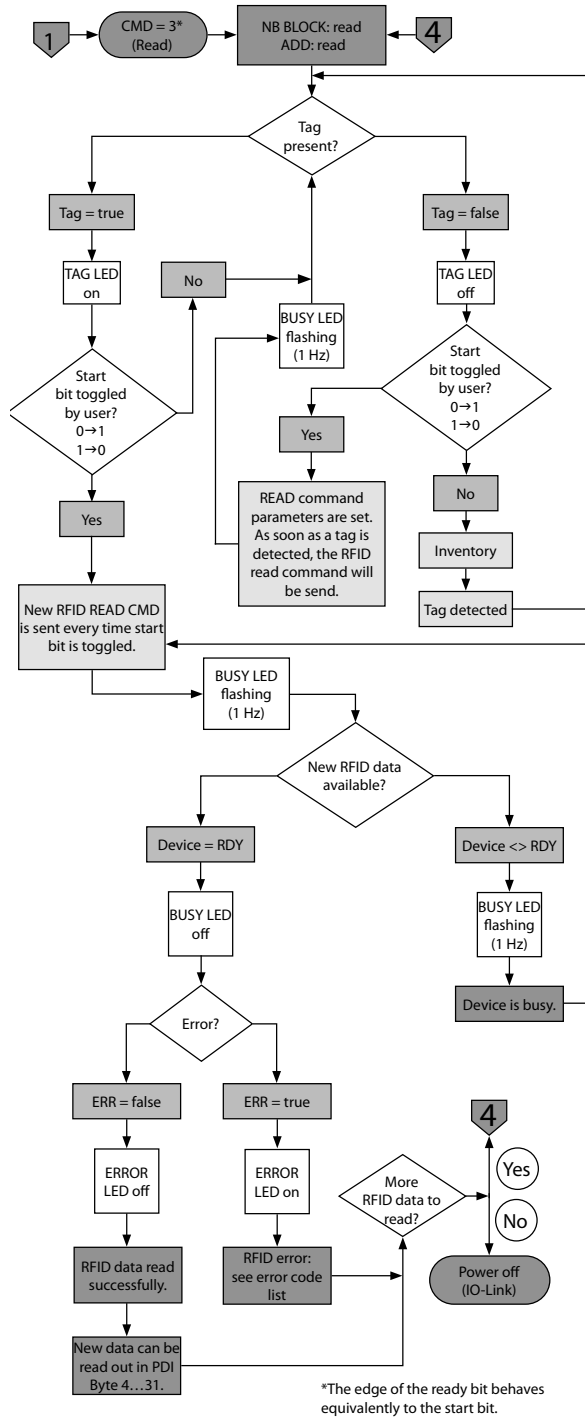 1
CMD = 3*
(Read)
NB BLOCK: read
ADD: read
4
Tag
present?
Tag = true
Tag = false
TAG LED
on
No
BUSY LED
flashing
(1 Hz)
TAG LED
off
Start
bit toggled
by user?
0→1
1→0
Start
bit toggled
by user?
0→1
1→0
Yes
Yes
READ command
parameters are set.
As soon as a tag is
detected, the RFID
read command will
be send.
No
Inventory
Tag detected
New RFID READ CMD
is sent every time start
bit is toggled.
BUSY LED
flashing
(1 Hz)
New RFID data
available?
Device = RDY
Device <> RDY
BUSY LED
off
BUSY LED
flashing
(1 Hz)
Device is busy.
Error?
ERR = false
ERR = true
ERROR
LED off
ERROR
LED on
More
RFID data to
read?
4
Yes
No
RFID data read
successfully.
RFID error:
see error code
list
Power off
(IO-Link)
New data can be
read out in PDI
Byte 4…31.
*The edge of the ready bit behaves
equivalently to the start bit.